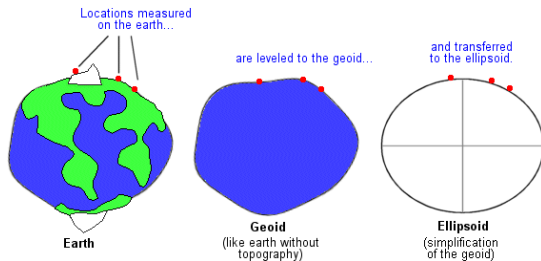 Locations measured
on the earth...
are leveled to the geoid...
and transferred
to the ellipsoid.
Earth
Geoid
(like earth without
topography)
Ellipsoid
(simplification
of the geoid)